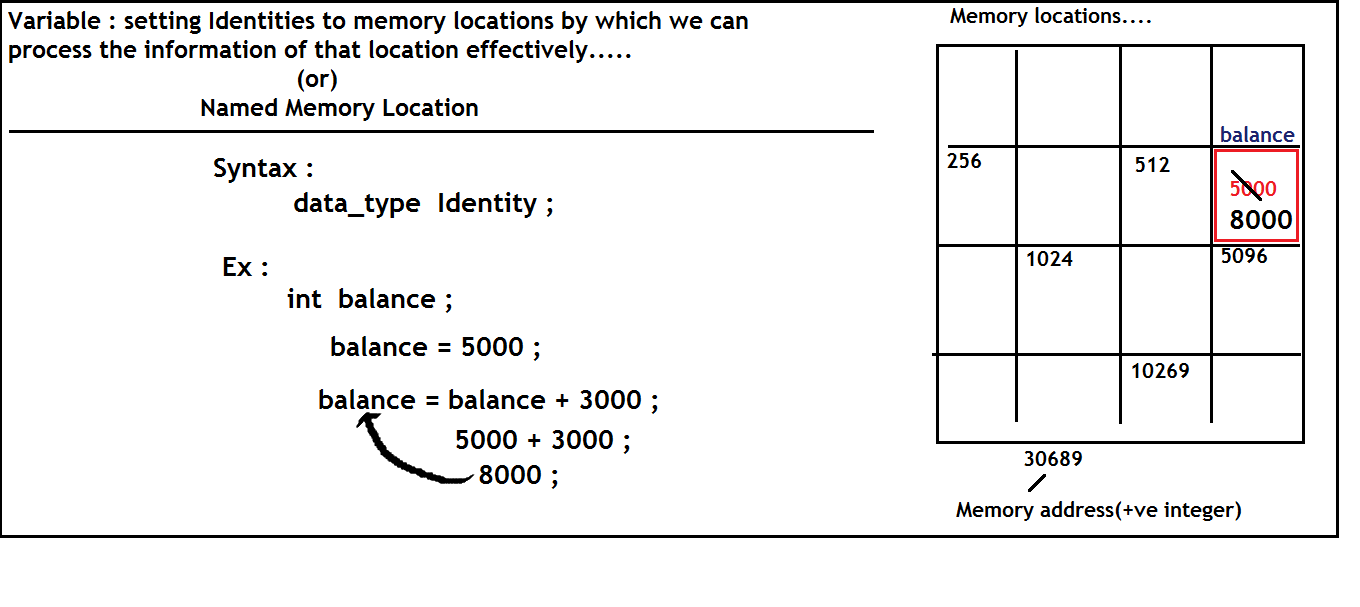 Variable : setting Identities to memory locations by which we can
process the information of that location effectively.....
(or)
Named Memory Location
Syntax :
data_type Identity ;
Ex :
int balance ;
balance = 5000 ;
balance = balance + 3000 ;
5000 + 3000 ;
8000 ;
Memory locations....
balance
256
512
5000
8000
1024
5096
10269
30689
Memory address(+ve integer)